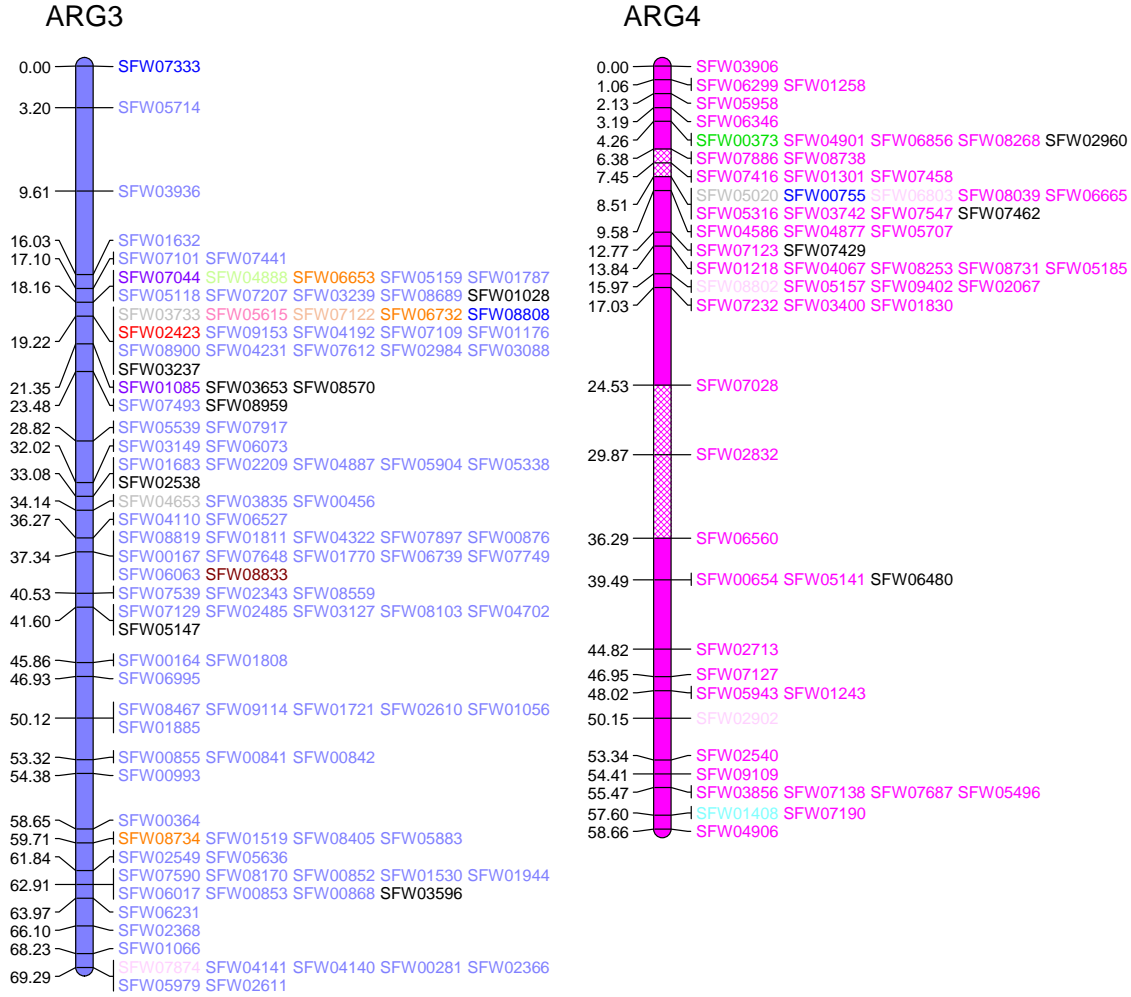 ARG3
0.00 SFW07333
3.20 SFW05714
9.61 SFW03936
16.03 SFW01632
17.10 SFW07101 SFW07441
18.16 SFW07044 SFW04888 SFW06653 SFW05159 SFW01787
SFW05118 SFW07207 SFW03239 SFW08689 SFW01028
19.22 SFW03733 SFW05615 SFW07122 SFW06732 SFW08808
SFW02423 SFW09153 SFW04192 SFW07109 SFW01176
SFW08900 SFW04231 SFW07612 SFW02984 SFW03088
SFW03237
21.35 SFW01085 SFW03653 SFW08570
23.48 SFW07493 SFW08959
28.82 SFW05539 SFW07917
32.02 SFW03149 SFW06073
33.08 SFW01683 SFW02209 SFW04887 SFW05904 SFW05338
SFW02538
34.14 SFW04653 SFW03835 SFW00456
36.27 SFW04110 SFW06527
37.34 SFW08819 SFW01811 SFW04322 SFW07897 SFW00876
SFW00167 SFW07648 SFW01770 SFW06739 SFW07749
SFW06063 SFW08833
40.53 SFW07539 SFW02343 SFW08559
41.60 SFW07129 SFW02485 SFW03127 SFW08103 SFW04702
SFW05147
45.86 SFW00164 SFW01808
46.93 SFW06995
50.12 SFW08467 SFW09114 SFW01721 SFW02610 SFW01056
SFW01885
53.32 SFW00855 SFW00841 SFW00842
54.38 SFW00993
58.65 SFW00364
59.71 SFW08734 SFW01519 SFW08405 SFW05883
61.84 SFW02549 SFW05636
62.91 SFW07590 SFW08170 SFW00852 SFW01530 SFW01944
SFW06017 SFW00853 SFW00868 SFW03596
63.97 SFW06231
66.10 SFW02368
68.23 SFW01066
69.29 SFW07874 SFW04141 SFW04140 SFW00281 SFW02366
SFW05979 SFW02611
ARG4
0.00 SFW03906
1.06 SFW06299 SFW01258
2.13 SFW05958
3.19 SFW06346
4.26 SFW00373 SFW04901 SFW06856 SFW08268 SFW02960
6.38 SFW07886 SFW08738
7.45 SFW07416 SFW01301 SFW07458
8.51 SFW05020 SFW00755 SFW06803 SFW08039 SFW06665
SFW05316 SFW03742 SFW07547 SFW07462
9.58 SFW04586 SFW04877 SFW05707
12.77 SFW07123 SFW07429
13.84 SFW01218 SFW04067 SFW08253 SFW08731 SFW05185
15.97 SFW08802 SFW05157 SFW09402 SFW02067
17.03 SFW07232 SFW03400 SFW01830
24.53 SFW07028
29.87 SFW02832
36.29 SFW06560
39.49 SFW00654 SFW05141 SFW06480
44.82 SFW02713
46.95 SFW07127
48.02 SFW05943 SFW01243
50.15 SFW02902
53.34 SFW02540
54.41 SFW09109
55.47 SFW03856 SFW07138 SFW07687 SFW05496
57.60 SFW01408 SFW07190
58.66 SFW04906